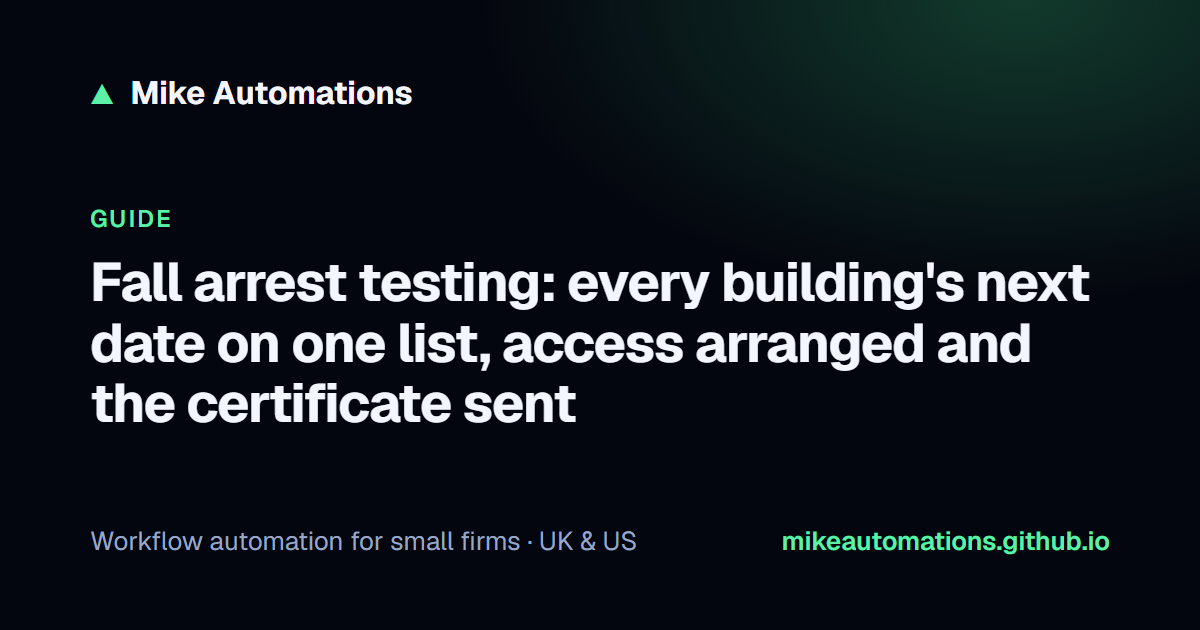 Mike Automations
GUIDE
Fall arrest testing: every building's next
date on one list, access arranged and
the certificate sent
Workflow automation for small firms · UK & US
mikeautomations.github.io